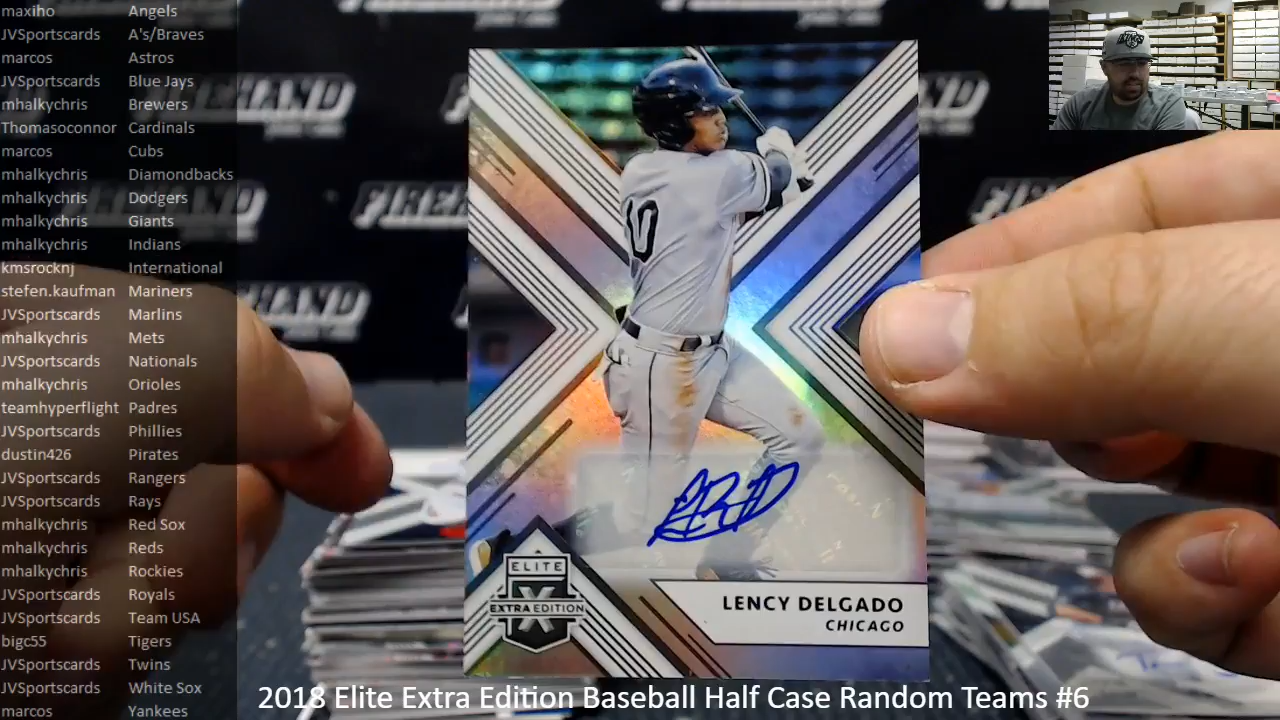 maxiho Angels
JVSportscards A's/Braves
marcos Astros
JVSportscards Blue Jays
mhalkychris Brewers
Thomasoconnor Cardinals
marcos Cubs
mhalkychris Diamondbacks
mhalkychris Dodgers
mhalkychris Giants
mhalkychris Indians
kmsrocknj International
stefen.kaufman Mariners
JVSportscards Marlins
mhalkychris Mets
JVSportscards Nationals
mhalkychris Orioles
teamhyperflight Padres
JVSportscards Phillies
dustin426 Pirates
JVSportscards Rangers
JVSportscards Rays
mhalkychris Red Sox
mhalkychris Reds
mhalkychris Rockies
JVSportscards Royals
JVSportscards Team USA
bigc55 Tigers
JVSportscards Twins
JVSportscards White Sox
marcos Yankees
FIREHAND
KINGS
10
ELITE
X
EXTRA EDITION
LENCY DELGADO
CHICAGO
2018 Elite Extra Edition Baseball Half Case Random Teams #6